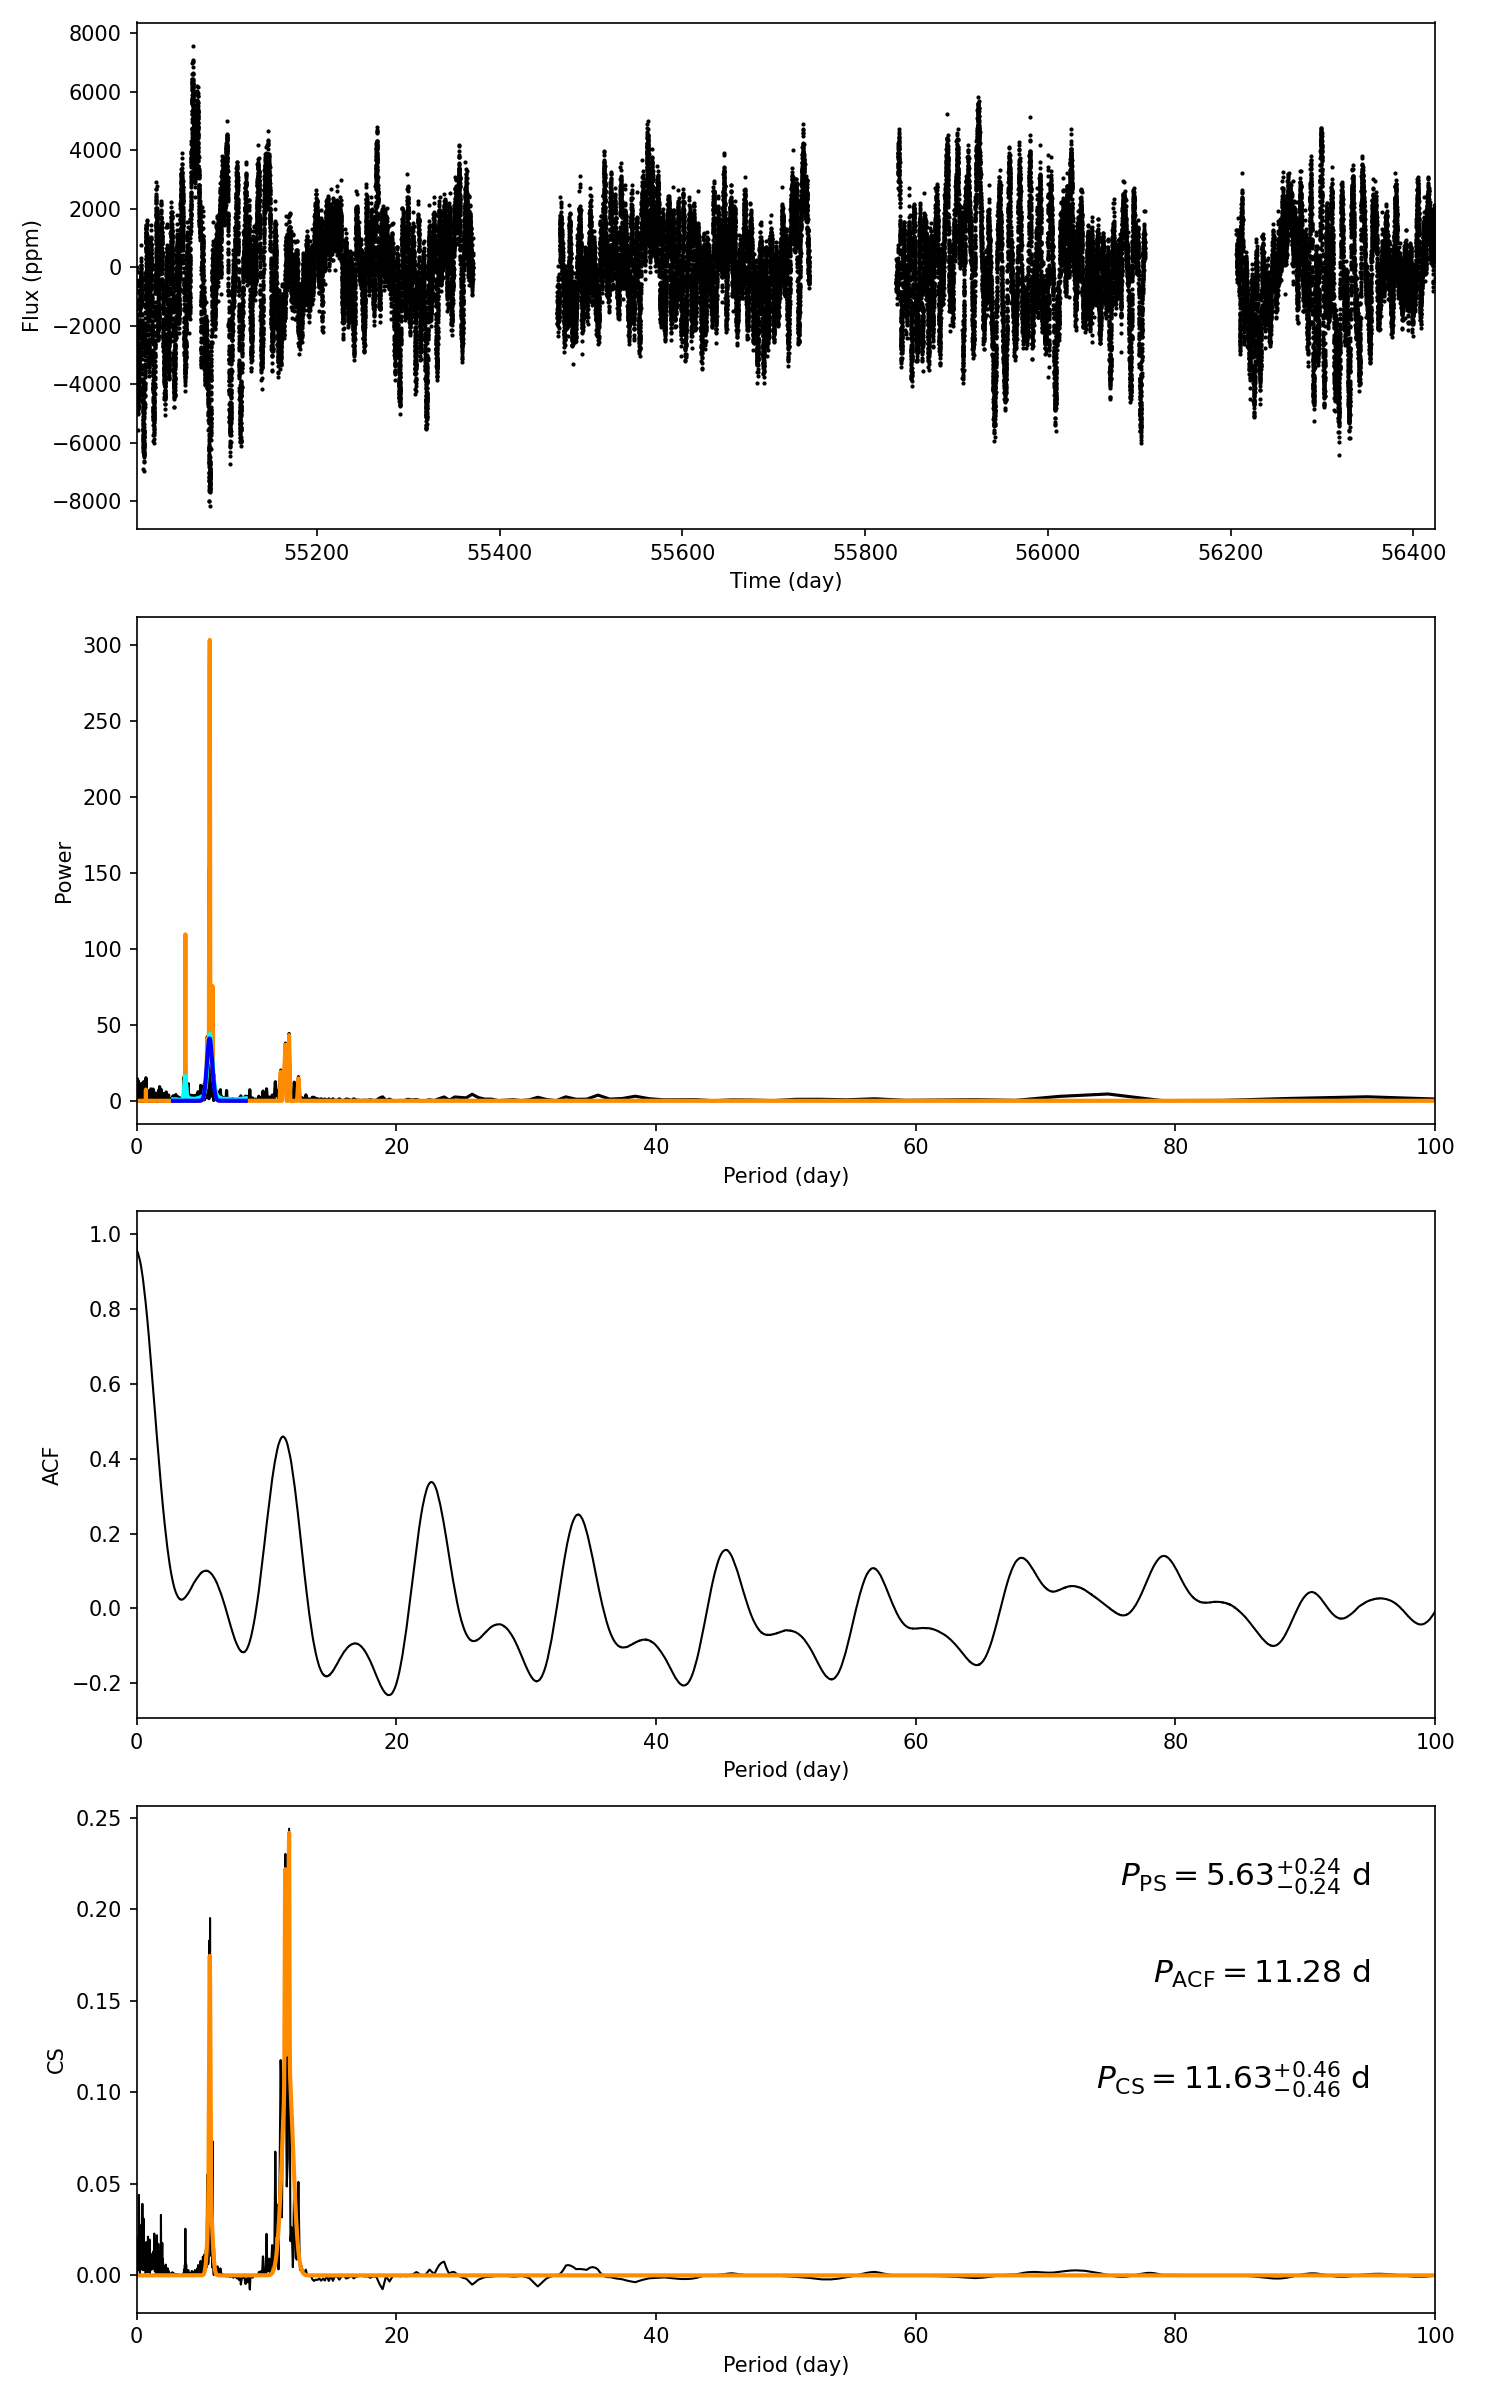 8000
6000
4000
2000
0
−2000
−4000
−6000
−8000
Flux (ppm)
55200 55400 55600 55800 56000 56200 56400
Time (day)
300
250
200
150
100
50
0
Power
0 20 40 60 80 100
Period (day)
1.0
0.8
0.6
0.4
0.2
0.0
−0.2
ACF
0 20 40 60 80 100
Period (day)
0.25
0.20
0.15
0.10
0.05
0.00
CS
P_PS = 5.63^{+0.24}_{−0.24} d
P_ACF = 11.28 d
P_CS = 11.63^{+0.46}_{−0.46} d
0 20 40 60 80 100
Period (day)